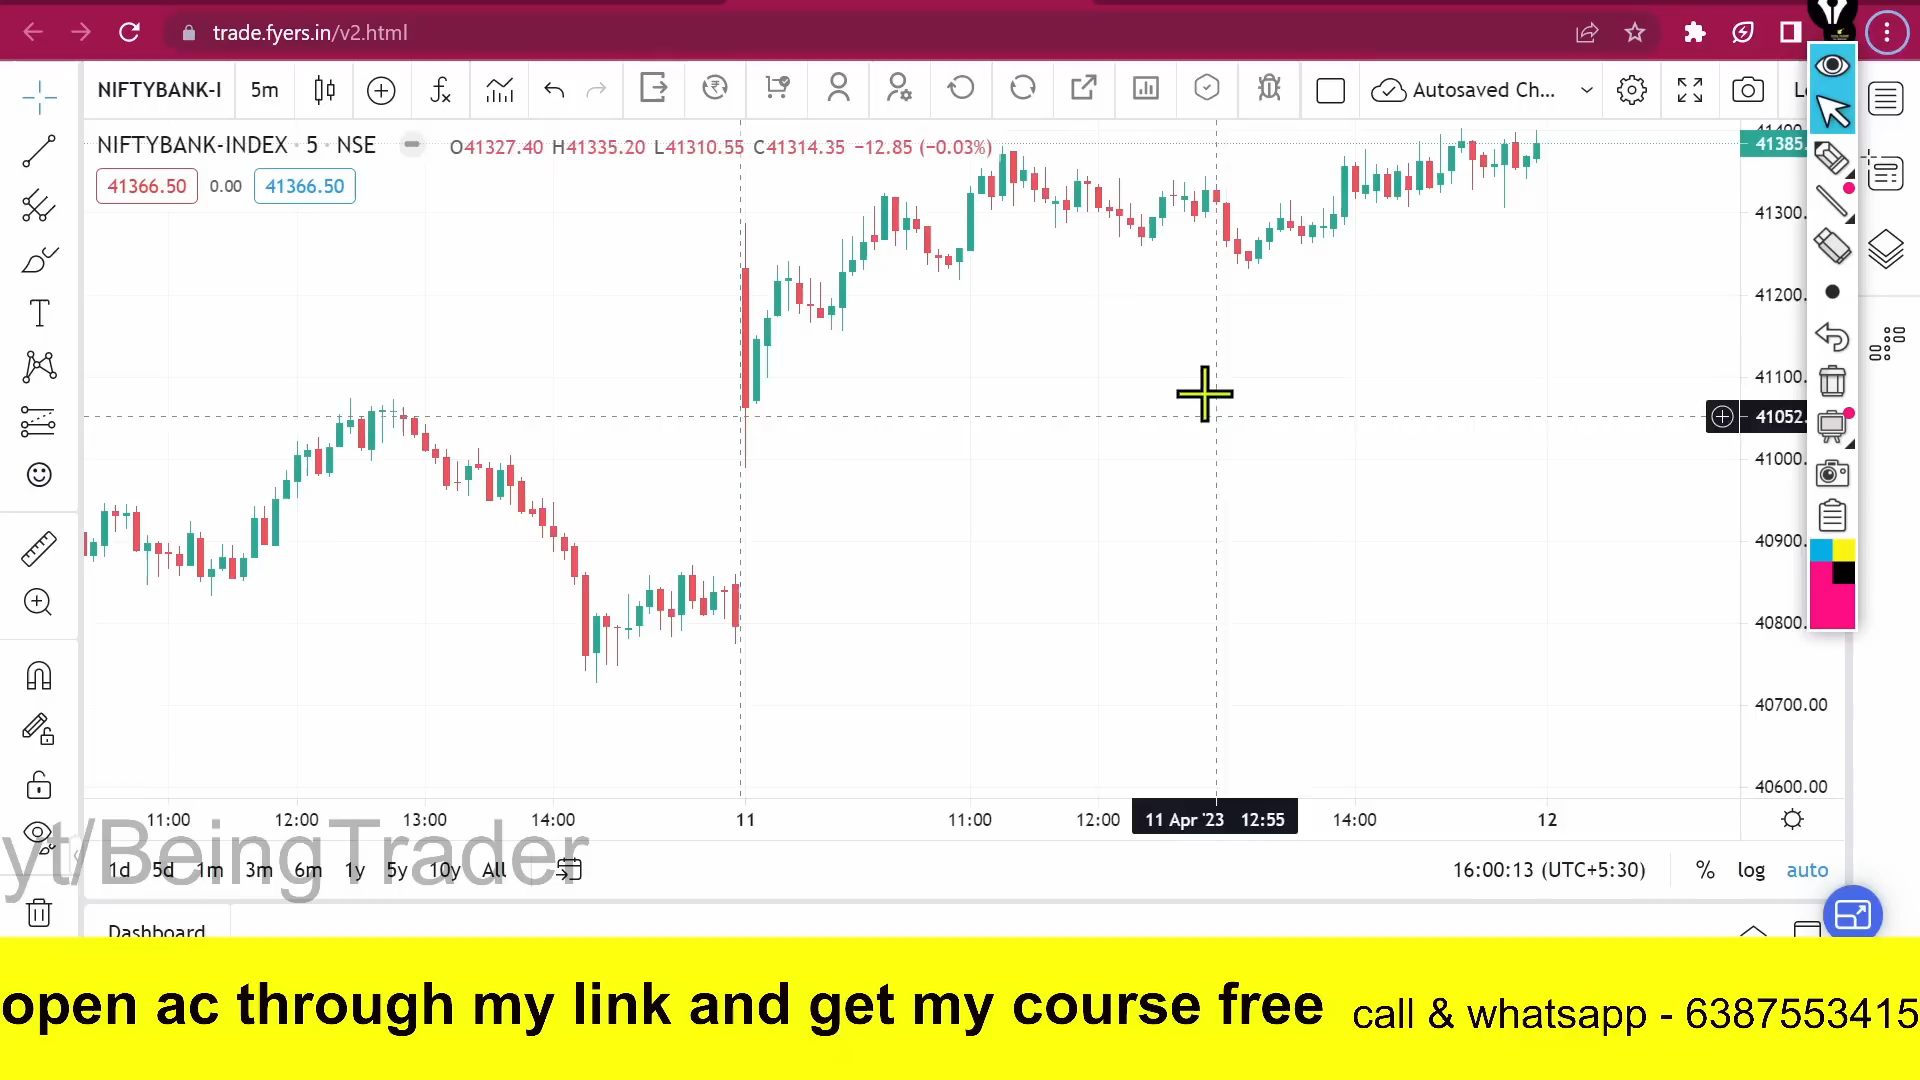 trade.fyers.in/v2.html
NIFTYBANK-I 5m Autosaved Ch...
NIFTYBANK-INDEX · 5 · NSE O41327.40 H41335.20 L41310.55 C41314.35 −12.85 (−0.03%)
41366.50 0.00 41366.50
41385.
41300.
41200.
41100.
41052.
41000.
40900.
40800.
40700.00
40600.00
11:00 12:00 13:00 14:00 11 11:00 12:00 11 Apr '23 12:55 14:00 12
yt/BeingTrader
1d 5d 1m 3m 6m 1y 5y 10y All 16:00:13 (UTC+5:30) % log auto
Dashboard
open ac through my link and get my course free call & whatsapp - 6387553415